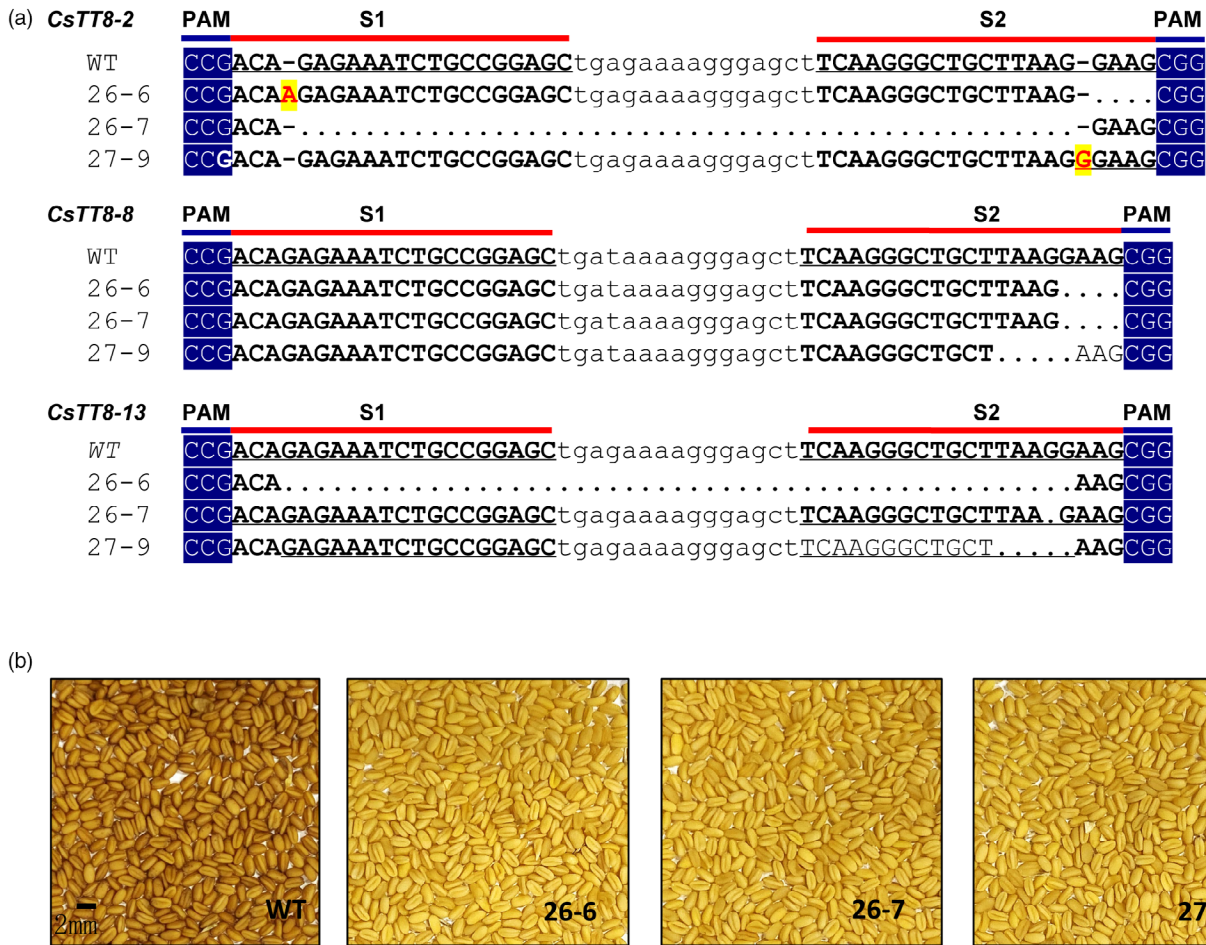 (a) CsTT8-2 PAM S1 S2 PAM
WT CCGACA-GAGAAATCTGCCGGAGCtgagaaaagggagctTCAAGGGCTGCTTAAG-GAAGCGG
26-6 CCGACAAGAGAAATCTGCCGGAGCtgagaaaagggagctTCAAGGGCTGCTTAAG-....CGG
26-7 CCGACA-................................................-GAAGCGG
27-9 CCGACA-GAGAAATCTGCCGGAGCtgagaaaagggagctTCAAGGGCTGCTTAAGGGAAGCGG
CsTT8-8 PAM S1 S2 PAM
WT CCGACAGAGAAATCTGCCGGAGCtgataaaagggagctTCAAGGGCTGCTTAAGGAAGCGG
26-6 CCGACAGAGAAATCTGCCGGAGCtgataaaagggagctTCAAGGGCTGCTTAAG....CGG
26-7 CCGACAGAGAAATCTGCCGGAGCtgataaaagggagctTCAAGGGCTGCTTAAG....CGG
27-9 CCGACAGAGAAATCTGCCGGAGCtgataaaagggagctTCAAGGGCTGCT.....AAGCGG
CsTT8-13 PAM S1 S2 PAM
WT CCGACAGAGAAATCTGCCGGAGCtgagaaaagggagctTCAAGGGCTGCTTAAGGAAGCGG
26-6 CCGACA.................................................AAGCGG
26-7 CCGACAGAGAAATCTGCCGGAGCtgagaaaagggagctTCAAGGGCTGCTTAA.GAAGCGG
27-9 CCGACAGAGAAATCTGCCGGAGCtgagaaaagggagctTCAAGGGCTGCT.....AAGCGG
(b)
2mm WT 26-6 26-7 27